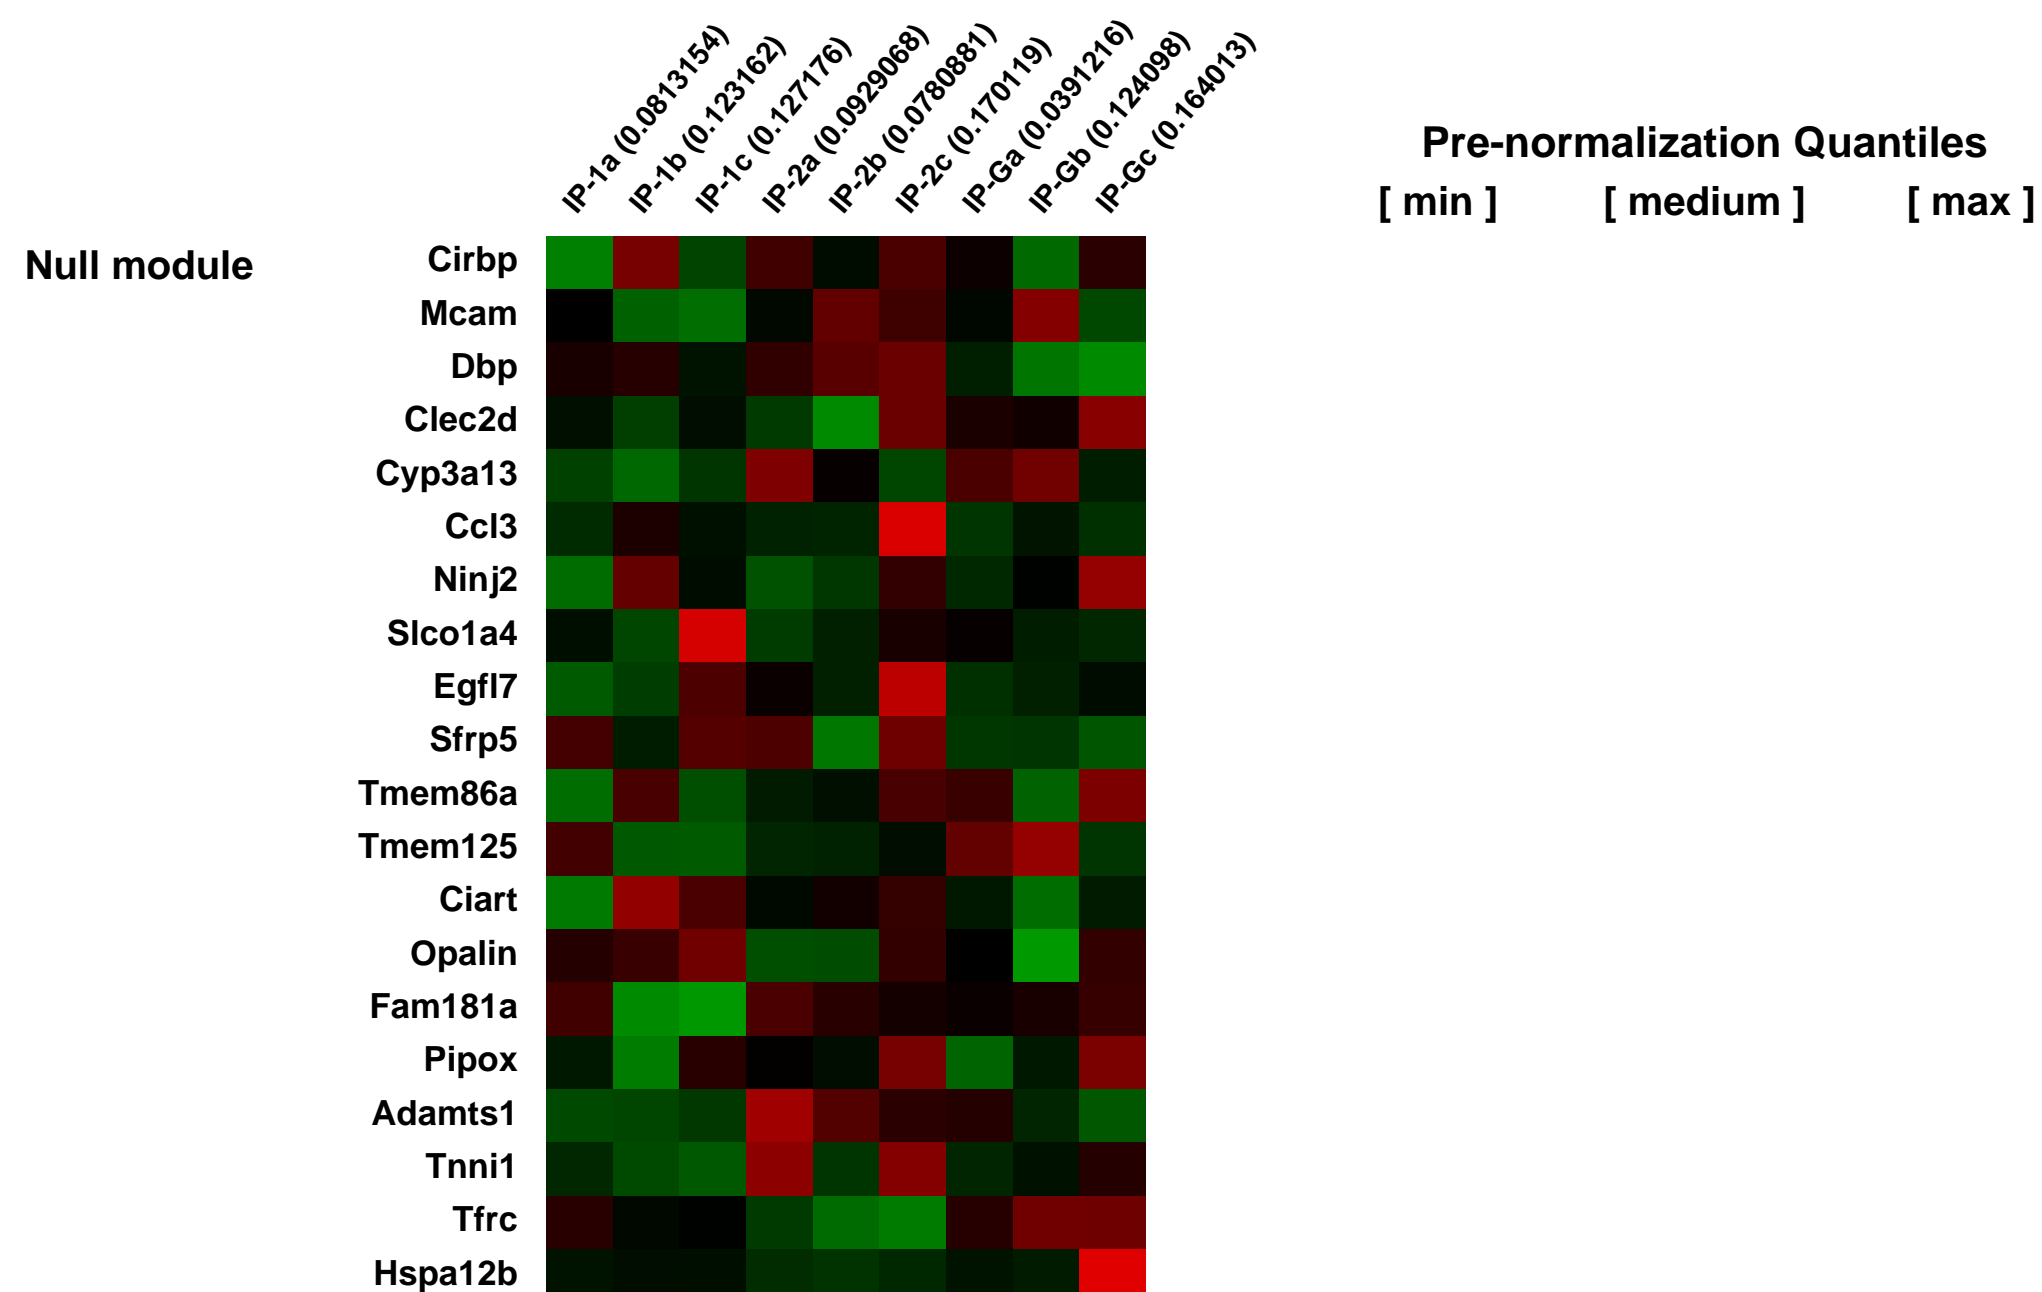 IP-1a (0.0813154)
IP-1b (0.123162)
IP-1c (0.127176)
IP-2a (0.0929068)
IP-2b (0.0780881)
IP-2c (0.170119)
IP-Ga (0.0391216)
IP-Gb (0.124098)
IP-Gc (0.164013)
Pre-normalization Quantiles
[ min ] [ medium ] [ max ]
Null module
Cirbp
Mcam
Dbp
Clec2d
Cyp3a13
Ccl3
Ninj2
Slco1a4
Egfl7
Sfrp5
Tmem86a
Tmem125
Ciart
Opalin
Fam181a
Pipox
Adamts1
Tnni1
Tfrc
Hspa12b